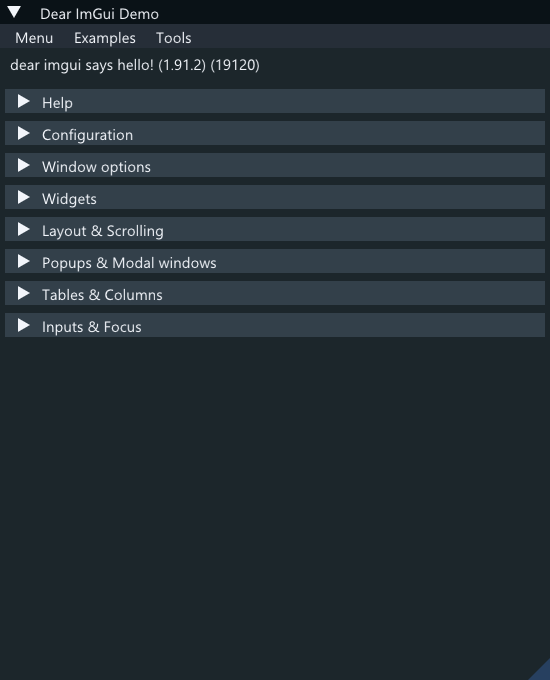 Dear ImGui Demo
Menu Examples Tools
dear imgui says hello! (1.91.2) (19120)
Help
Configuration
Window options
Widgets
Layout & Scrolling
Popups & Modal windows
Tables & Columns
Inputs & Focus